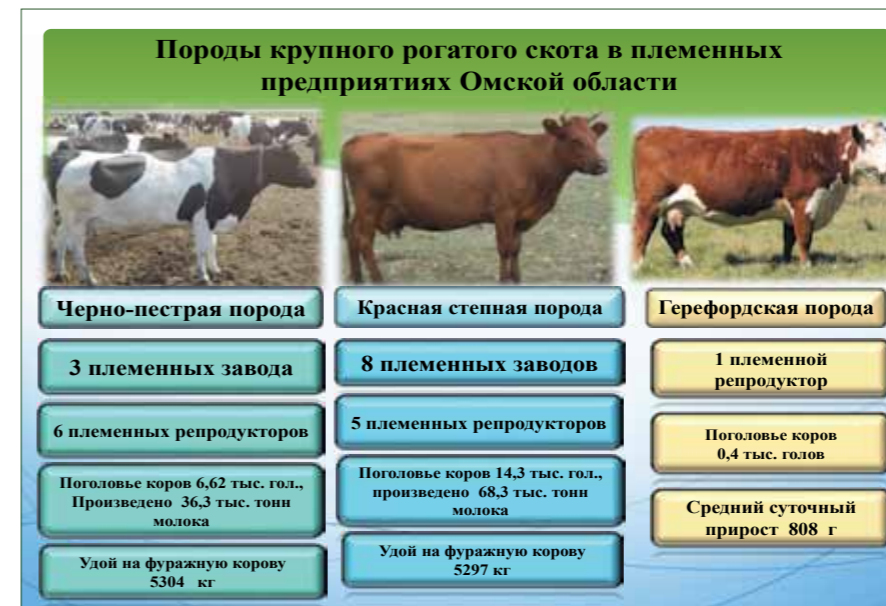 Породы крупного рогатого скота в племенных
предприятиях Омской области
Черно-пестрая порода
3 племенных завода
6 племенных репродукторов
Поголовье коров 6,62 тыс. гол.,
Произведено 36,3 тыс. тонн
молока
Удой на фуражную корову
5304 кг
Красная степная порода
8 племенных заводов
5 племенных репродукторов
Поголовье коров 14,3 тыс. гол.,
произведено 68,3 тыс. тонн
молока
Удой на фуражную корову
5297 кг
Герефордская порода
1 племенной
репродуктор
Поголовье коров
0,4 тыс. голов
Средний суточный
прирост 808 г